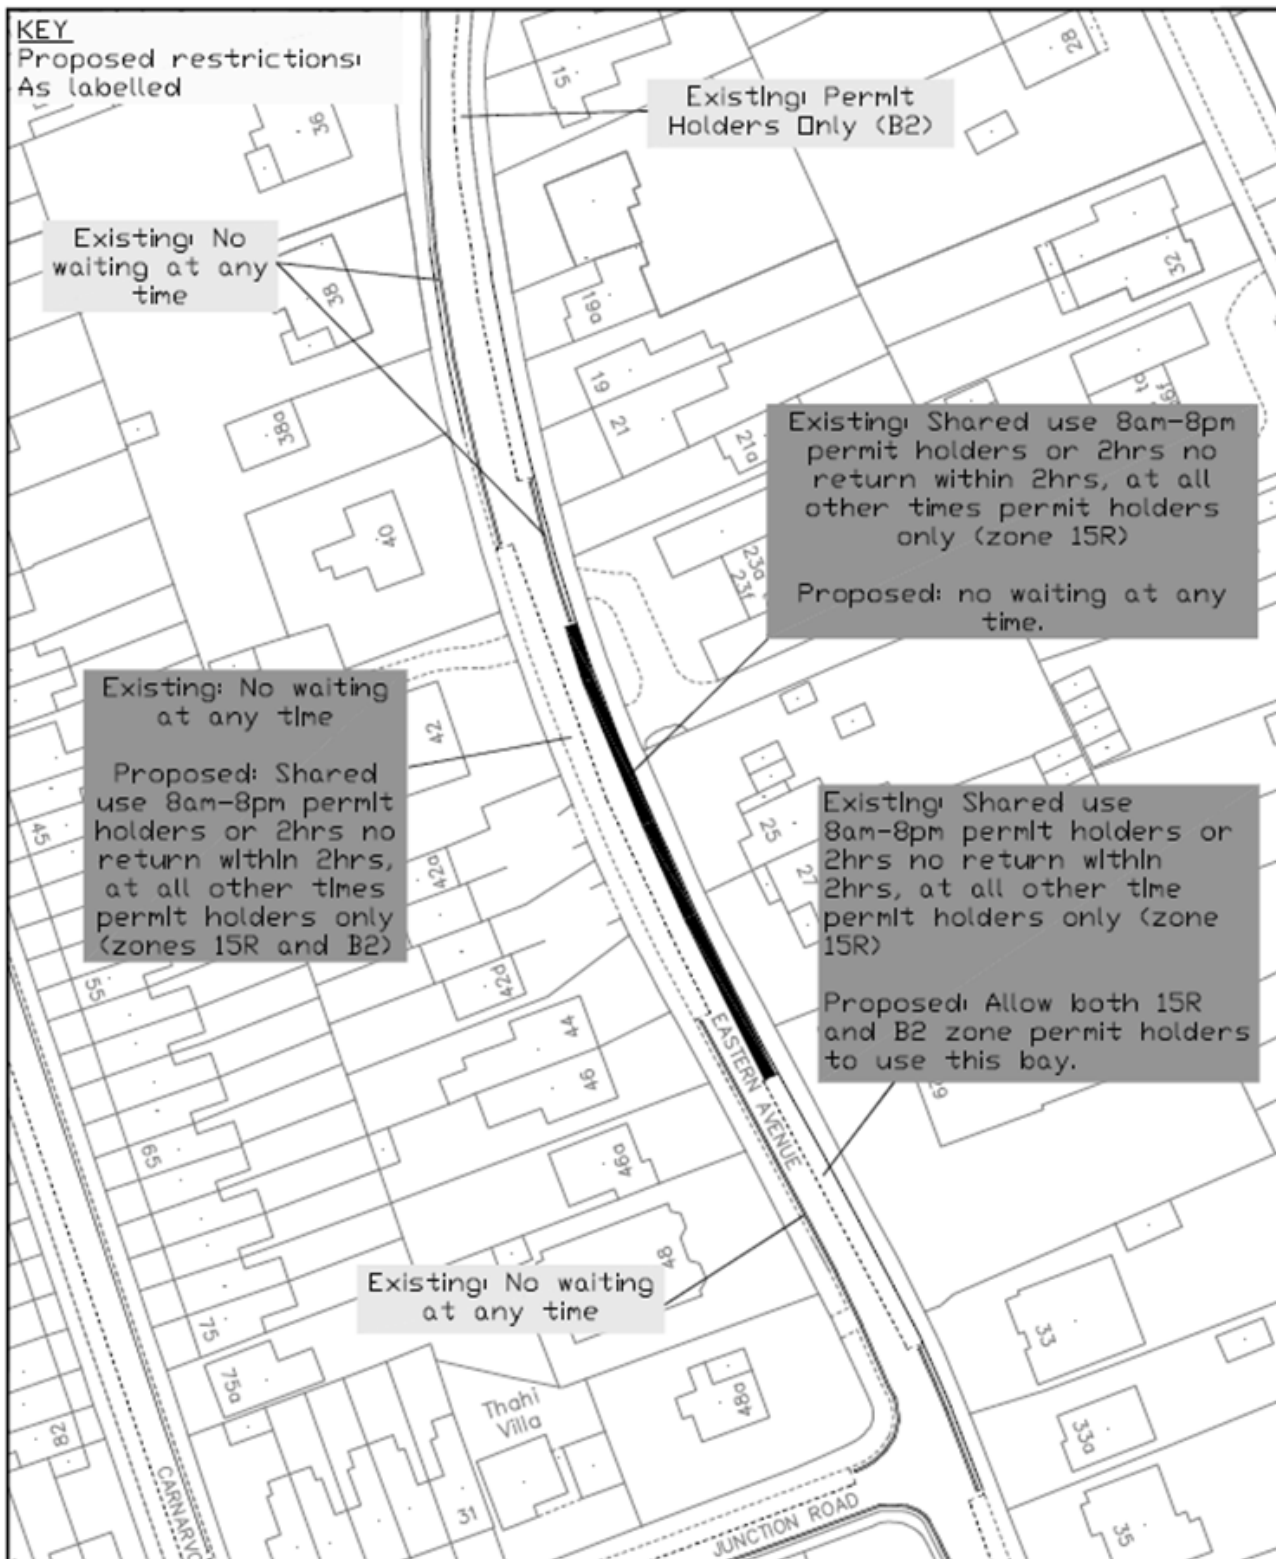 KEY
Proposed restrictions:
As labelled
36
15
28
Existing: Permit
Holders Only (B2)
Existing: No
waiting at any
time
38
32
19a
19
21
38a
21a
40
Existing: Shared use 8am-8pm
permit holders or 2hrs no
return within 2hrs, at all
other times permit holders
only (zone 15R)
Proposed: no waiting at any
time.
23a
23f
Existing: No waiting
at any time
Proposed: Shared
use 8am-8pm permit
holders or 2hrs no
return within 2hrs,
at all other times
permit holders only
(zones 15R and B2)
42
45
42a
25
27
Existing: Shared use
8am-8pm permit holders or
2hrs no return within
2hrs, at all other time
permit holders only (zone
15R)
Proposed: Allow both 15R
and B2 zone permit holders
to use this bay.
55
42d
44
46
EASTERN AVENUE
29
65
46a
48
Existing: No waiting
at any time
75
75a
33
48a
Thahi
Villa
82
33a
31
35
CARNARVO
JUNCTION ROAD